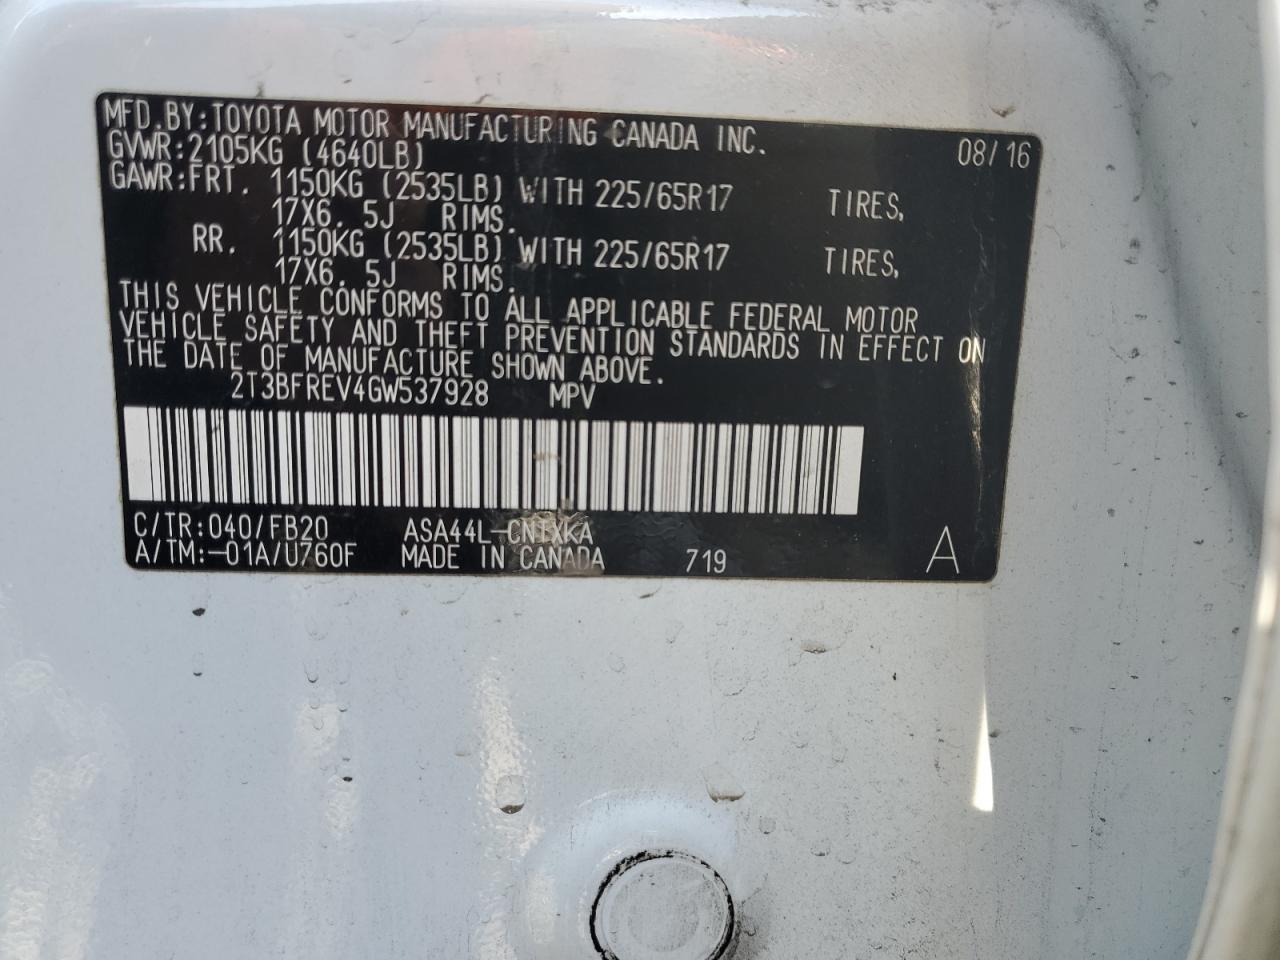 MFD.BY:TOYOTA MOTOR MANUFACTURING CANADA INC. 08/16
GVWR:2105KG (4640LB)
GAWR:FRT. 1150KG (2535LB) WITH 225/65R17 TIRES,
17X6.5J RIMS.
RR. 1150KG (2535LB) WITH 225/65R17 TIRES,
17X6.5J RIMS.
THIS VEHICLE CONFORMS TO ALL APPLICABLE FEDERAL MOTOR
VEHICLE SAFETY AND THEFT PREVENTION STANDARDS IN EFFECT ON
THE DATE OF MANUFACTURE SHOWN ABOVE.
2T3BFREV4GW537928 MPV
C/TR:040/FB20 ASA44L-CNTXKA
A/TM:-01A/U760F MADE IN CANADA 719 A